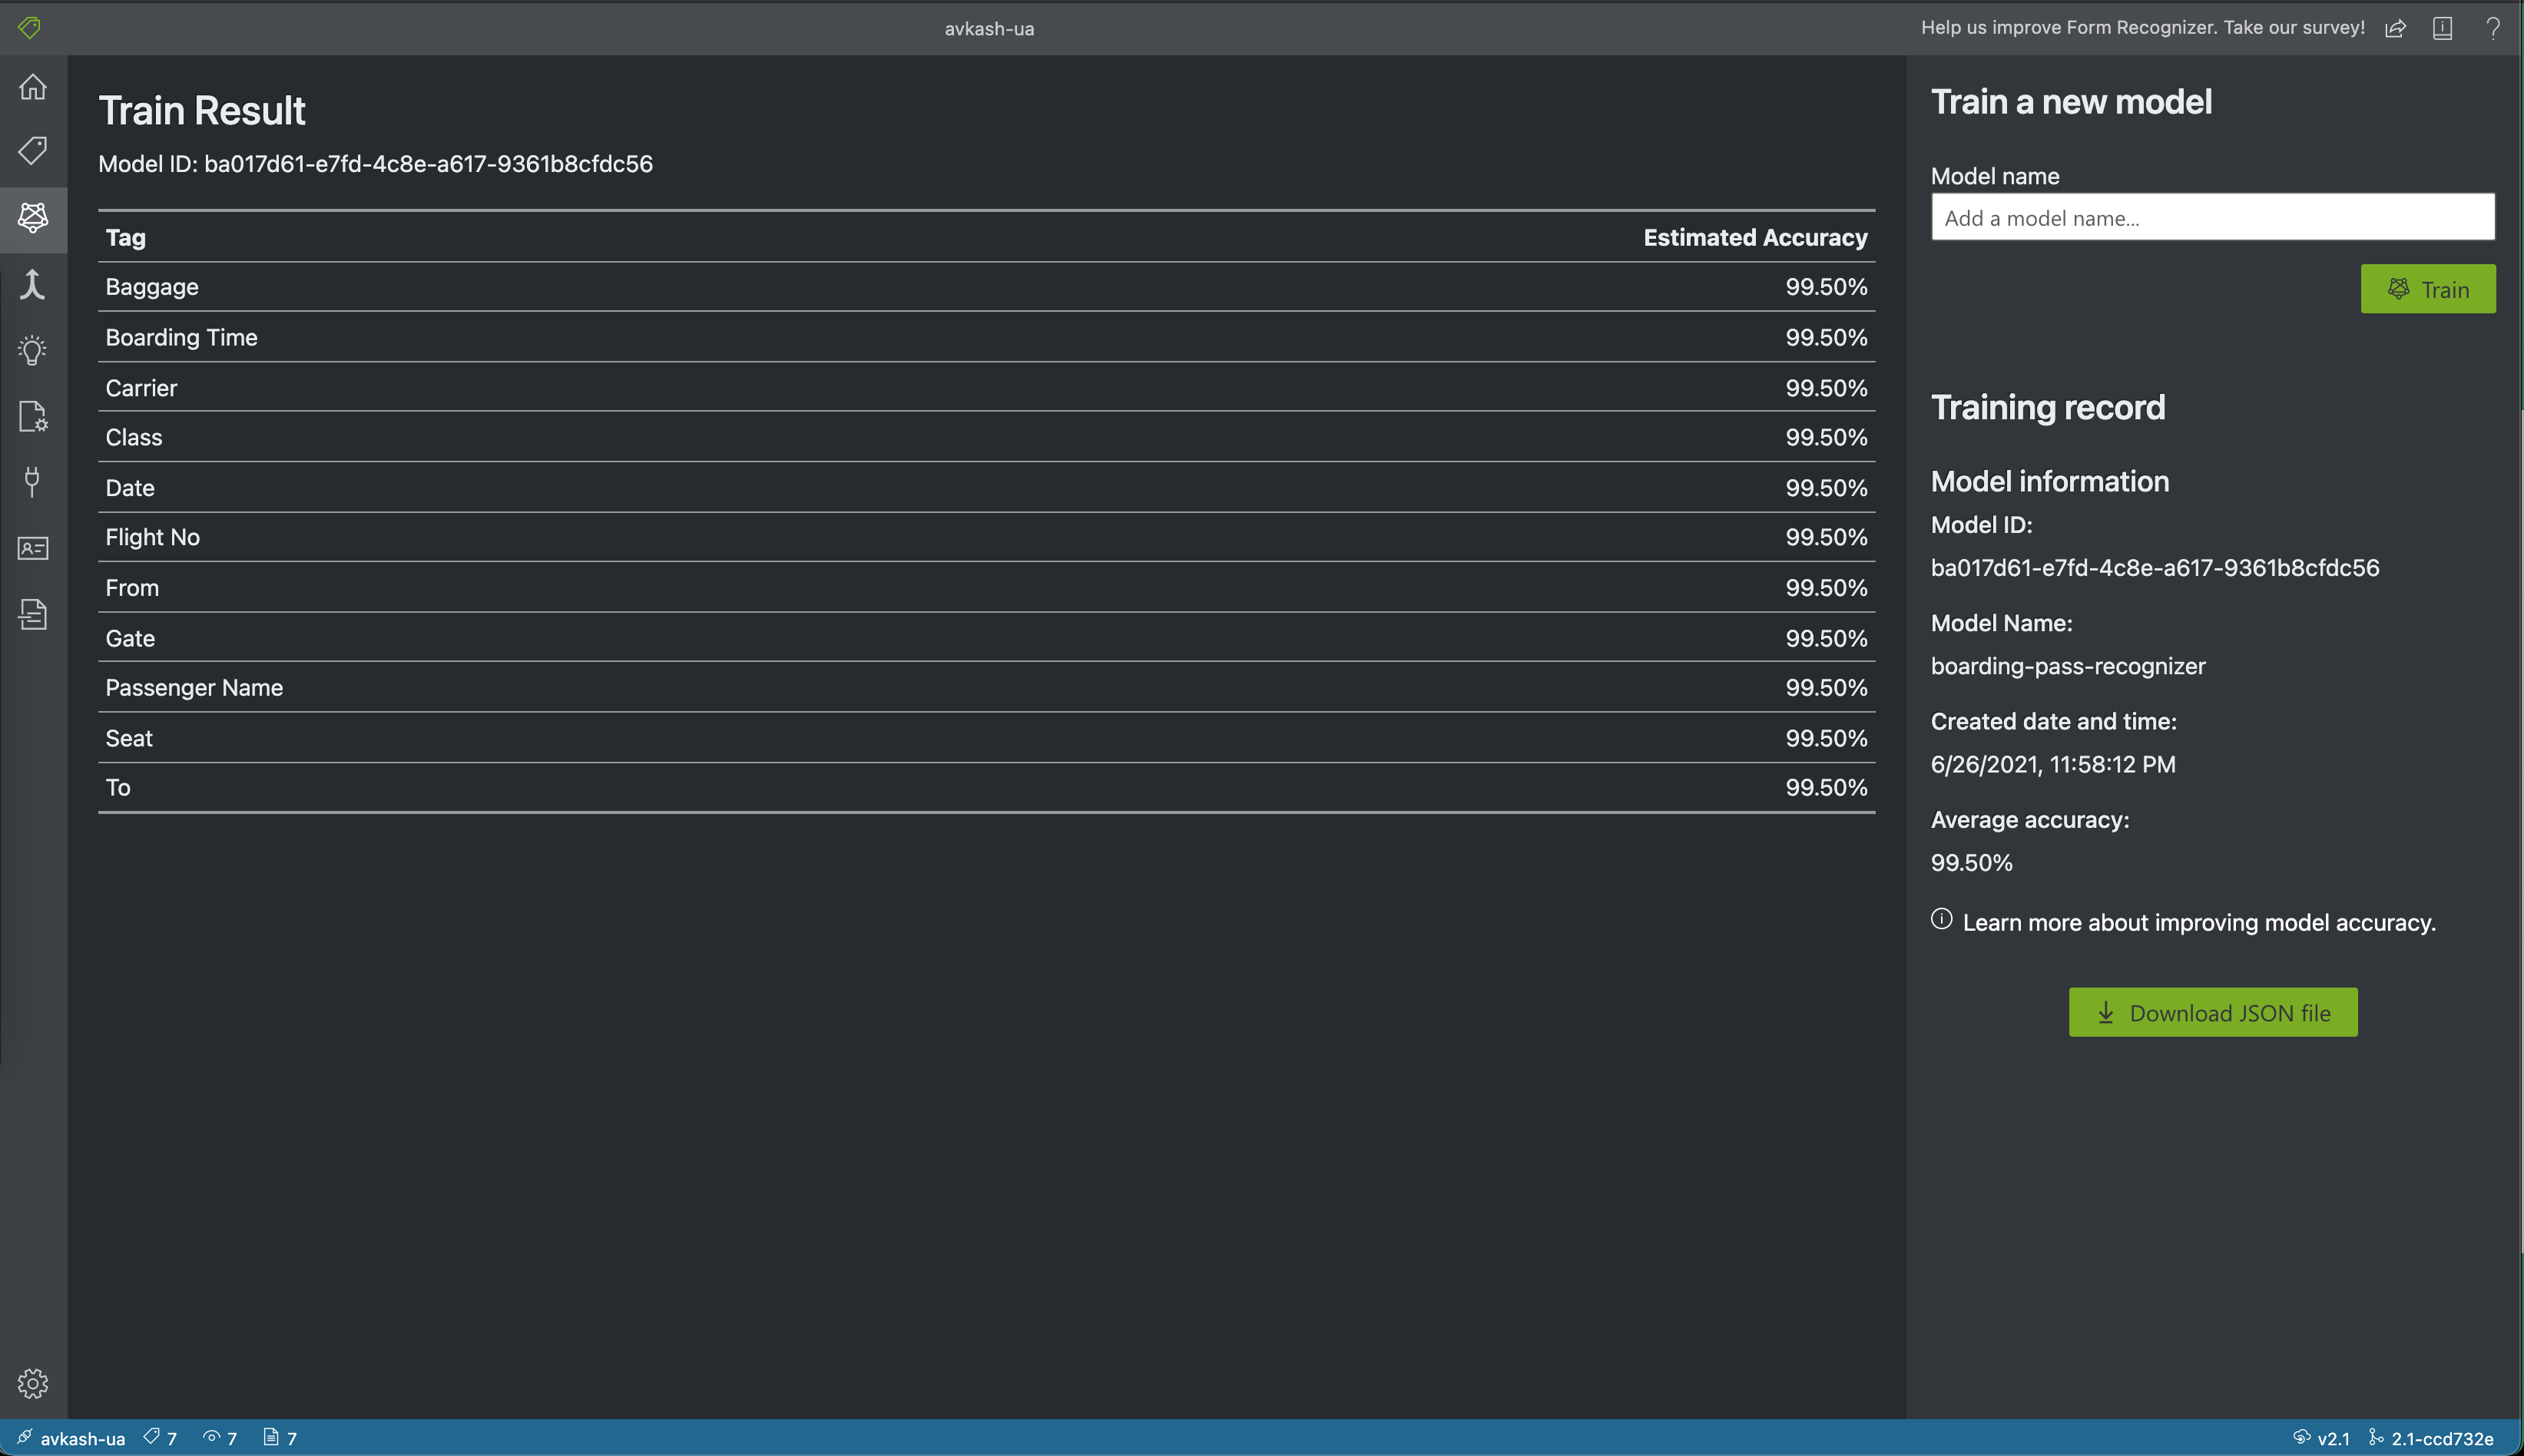 avkash-ua
Help us improve Form Recognizer. Take our survey!
Train Result
Model ID: ba017d61-e7fd-4c8e-a617-9361b8cfdc56
Tag Estimated Accuracy
Baggage 99.50%
Boarding Time 99.50%
Carrier 99.50%
Class 99.50%
Date 99.50%
Flight No 99.50%
From 99.50%
Gate 99.50%
Passenger Name 99.50%
Seat 99.50%
To 99.50%
Train a new model
Model name
Add a model name...
Train
Training record
Model information
Model ID:
ba017d61-e7fd-4c8e-a617-9361b8cfdc56
Model Name:
boarding-pass-recognizer
Created date and time:
6/26/2021, 11:58:12 PM
Average accuracy:
99.50%
Learn more about improving model accuracy.
Download JSON file
avkash-ua 7 7 7
v2.1 2.1-ccd732e